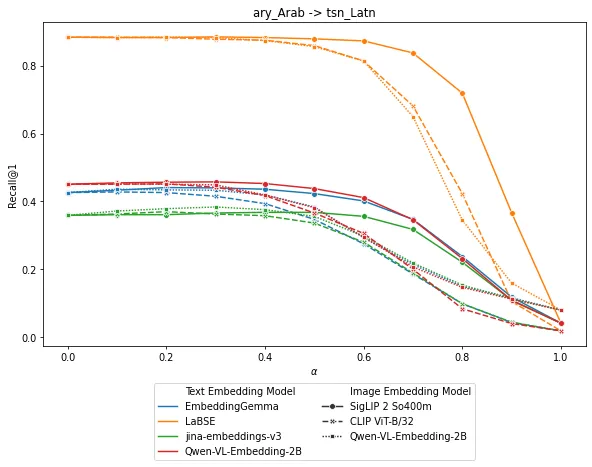 ary_Arab -> tsn_Latn
Recall@1
0.8
0.6
0.4
0.2
0.0
0.0 0.2 0.4 0.6 0.8 1.0
α
Text Embedding Model Image Embedding Model
EmbeddingGemma SigLIP 2 So400m
LaBSE CLIP ViT-B/32
jina-embeddings-v3 Qwen-VL-Embedding-2B
Qwen-VL-Embedding-2B